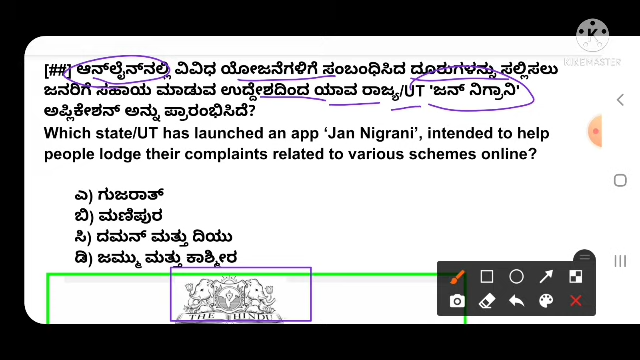 KINEMASTER
[##] ಆನ್‌ಲೈನ್‌ನಲ್ಲಿ ವಿವಿಧ ಯೋಜನೆಗಳಿಗೆ ಸಂಬಂಧಿಸಿದ ದೂರುಗಳನ್ನು ಸಲ್ಲಿಸಲು
ಜನರಿಗೆ ಸಹಾಯ ಮಾಡುವ ಉದ್ದೇಶದಿಂದ ಯಾವ ರಾಜ್ಯ/UT 'ಜನ್ ನಿಗ್ರಾನಿ'
ಅಪ್ಲಿಕೇಶನ್ ಅನ್ನು ಪ್ರಾರಂಭಿಸಿದೆ?
Which state/UT has launched an app ‘Jan Nigrani’, intended to help
people lodge their complaints related to various schemes online?
ಎ) ಗುಜರಾತ್
ಬಿ) ಮಣಿಪುರ
ಸಿ) ದಮನ್ ಮತ್ತು ದಿಯು
ಡಿ) ಜಮ್ಮು ಮತ್ತು ಕಾಶ್ಮೀರ
THE HINDU